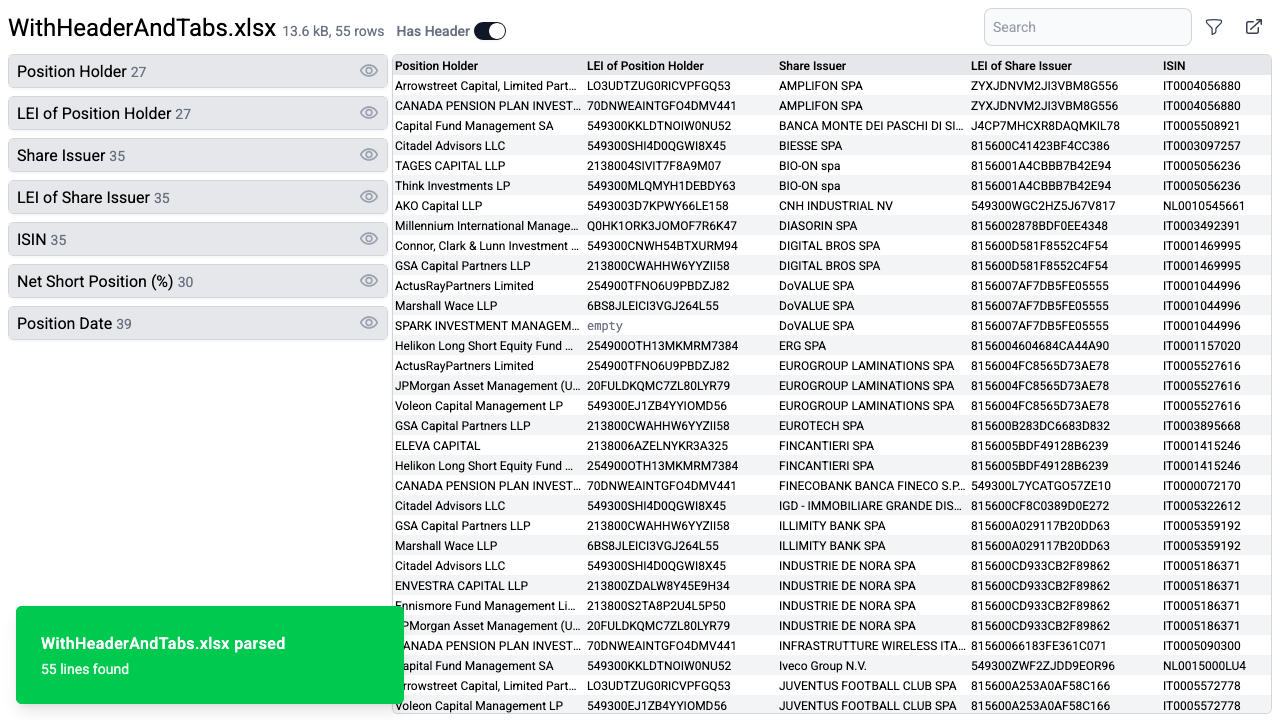 WithHeaderAndTabs.xlsx 13.6 kB, 55 rows Has Header Search
Position Holder 27
LEI of Position Holder 27
Share Issuer 35
LEI of Share Issuer 35
ISIN 35
Net Short Position (%) 30
Position Date 39
Position Holder LEI of Position Holder Share Issuer LEI of Share Issuer ISIN
Arrowstreet Capital, Limited Part... LO3UDTZUG0RICVPFGQ53 AMPLIFON SPA ZYXJDNVM2JI3VBM8G556 IT0004056880
CANADA PENSION PLAN INVEST... 70DNWEAINTGFO4DMV441 AMPLIFON SPA ZYXJDNVM2JI3VBM8G556 IT0004056880
Capital Fund Management SA 549300KKLDTNOIW0NU52 BANCA MONTE DEI PASCHI DI SI... J4CP7MHCXR8DAQMKIL78 IT0005508921
Citadel Advisors LLC 549300SHI4D0QGWI8X45 BIESSE SPA 815600C41423BF4CC386 IT0003097257
TAGES CAPITAL LLP 2138004SIVIT7F8A9M07 BIO-ON spa 8156001A4CBBB7B42E94 IT0005056236
Think Investments LP 549300MLQMYH1DEBDY63 BIO-ON spa 8156001A4CBBB7B42E94 IT0005056236
AKO Capital LLP 5493003D7KPWY66LE158 CNH INDUSTRIAL NV 549300WGC2HZ5J67V817 NL0010545661
Millennium International Manage... Q0HK1ORK3JOMOF7R6K47 DIASORIN SPA 8156002878BDF0EE4348 IT0003492391
Connor, Clark & Lunn Investment ... 549300CNWH54BTXURM94 DIGITAL BROS SPA 815600D581F8552C4F54 IT0001469995
GSA Capital Partners LLP 213800CWAHHW6YYZII58 DIGITAL BROS SPA 815600D581F8552C4F54 IT0001469995
ActusRayPartners Limited 254900TFNO6U9PBDZJ82 DoVALUE SPA 8156007AF7DB5FE05555 IT0001044996
Marshall Wace LLP 6BS8JLEICI3VGJ264L55 DoVALUE SPA 8156007AF7DB5FE05555 IT0001044996
SPARK INVESTMENT MANAGEM... empty DoVALUE SPA 8156007AF7DB5FE05555 IT0001044996
Helikon Long Short Equity Fund ... 254900OTH13MKMRM7384 ERG SPA 8156004604684CA44A90 IT0001157020
ActusRayPartners Limited 254900TFNO6U9PBDZJ82 EUROGROUP LAMINATIONS SPA 8156004FC8565D73AE78 IT0005527616
JPMorgan Asset Management (U... 20FULDKQMC7ZL80LYR79 EUROGROUP LAMINATIONS SPA 8156004FC8565D73AE78 IT0005527616
Voleon Capital Management LP 549300EJ1ZB4YYIOMD56 EUROGROUP LAMINATIONS SPA 8156004FC8565D73AE78 IT0005527616
GSA Capital Partners LLP 213800CWAHHW6YYZII58 EUROTECH SPA 815600B283DC6683D832 IT0003895668
ELEVA CAPITAL 2138006AZELNYKR3A325 FINCANTIERI SPA 8156005BDF49128B6239 IT0001415246
Helikon Long Short Equity Fund ... 254900OTH13MKMRM7384 FINCANTIERI SPA 8156005BDF49128B6239 IT0001415246
CANADA PENSION PLAN INVEST... 70DNWEAINTGFO4DMV441 FINECOBANK BANCA FINECO S.P... 549300L7YCATGO57ZE10 IT0000072170
Citadel Advisors LLC 549300SHI4D0QGWI8X45 IGD - IMMOBILIARE GRANDE DIS... 815600CF8C0389D0E272 IT0005322612
GSA Capital Partners LLP 213800CWAHHW6YYZII58 ILLIMITY BANK SPA 815600A029117B20DD63 IT0005359192
Marshall Wace LLP 6BS8JLEICI3VGJ264L55 ILLIMITY BANK SPA 815600A029117B20DD63 IT0005359192
Citadel Advisors LLC 549300SHI4D0QGWI8X45 INDUSTRIE DE NORA SPA 815600CD933CB2F89862 IT0005186371
ENVESTRA CAPITAL LLP 213800ZDALW8Y45E9H34 INDUSTRIE DE NORA SPA 815600CD933CB2F89862 IT0005186371
Ennismore Fund Management Li... 213800S2TA8P2U4L5P50 INDUSTRIE DE NORA SPA 815600CD933CB2F89862 IT0005186371
PMorgan Asset Management (U... 20FULDKQMC7ZL80LYR79 INDUSTRIE DE NORA SPA 815600CD933CB2F89862 IT0005186371
ANADA PENSION PLAN INVEST... 70DNWEAINTGFO4DMV441 INFRASTRUTTURE WIRELESS ITA... 81560066183FE361C071 IT0005090300
apital Fund Management SA 549300KKLDTNOIW0NU52 Iveco Group N.V. 549300ZWF2ZJDD9EOR96 NL0015000LU4
rrowstreet Capital, Limited Part... LO3UDTZUG0RICVPFGQ53 JUVENTUS FOOTBALL CLUB SPA 815600A253A0AF58C166 IT0005572778
Voleon Capital Management LP 549300EJ1ZB4YYIOMD56 JUVENTUS FOOTBALL CLUB SPA 815600A253A0AF58C166 IT0005572778
WithHeaderAndTabs.xlsx parsed
55 lines found